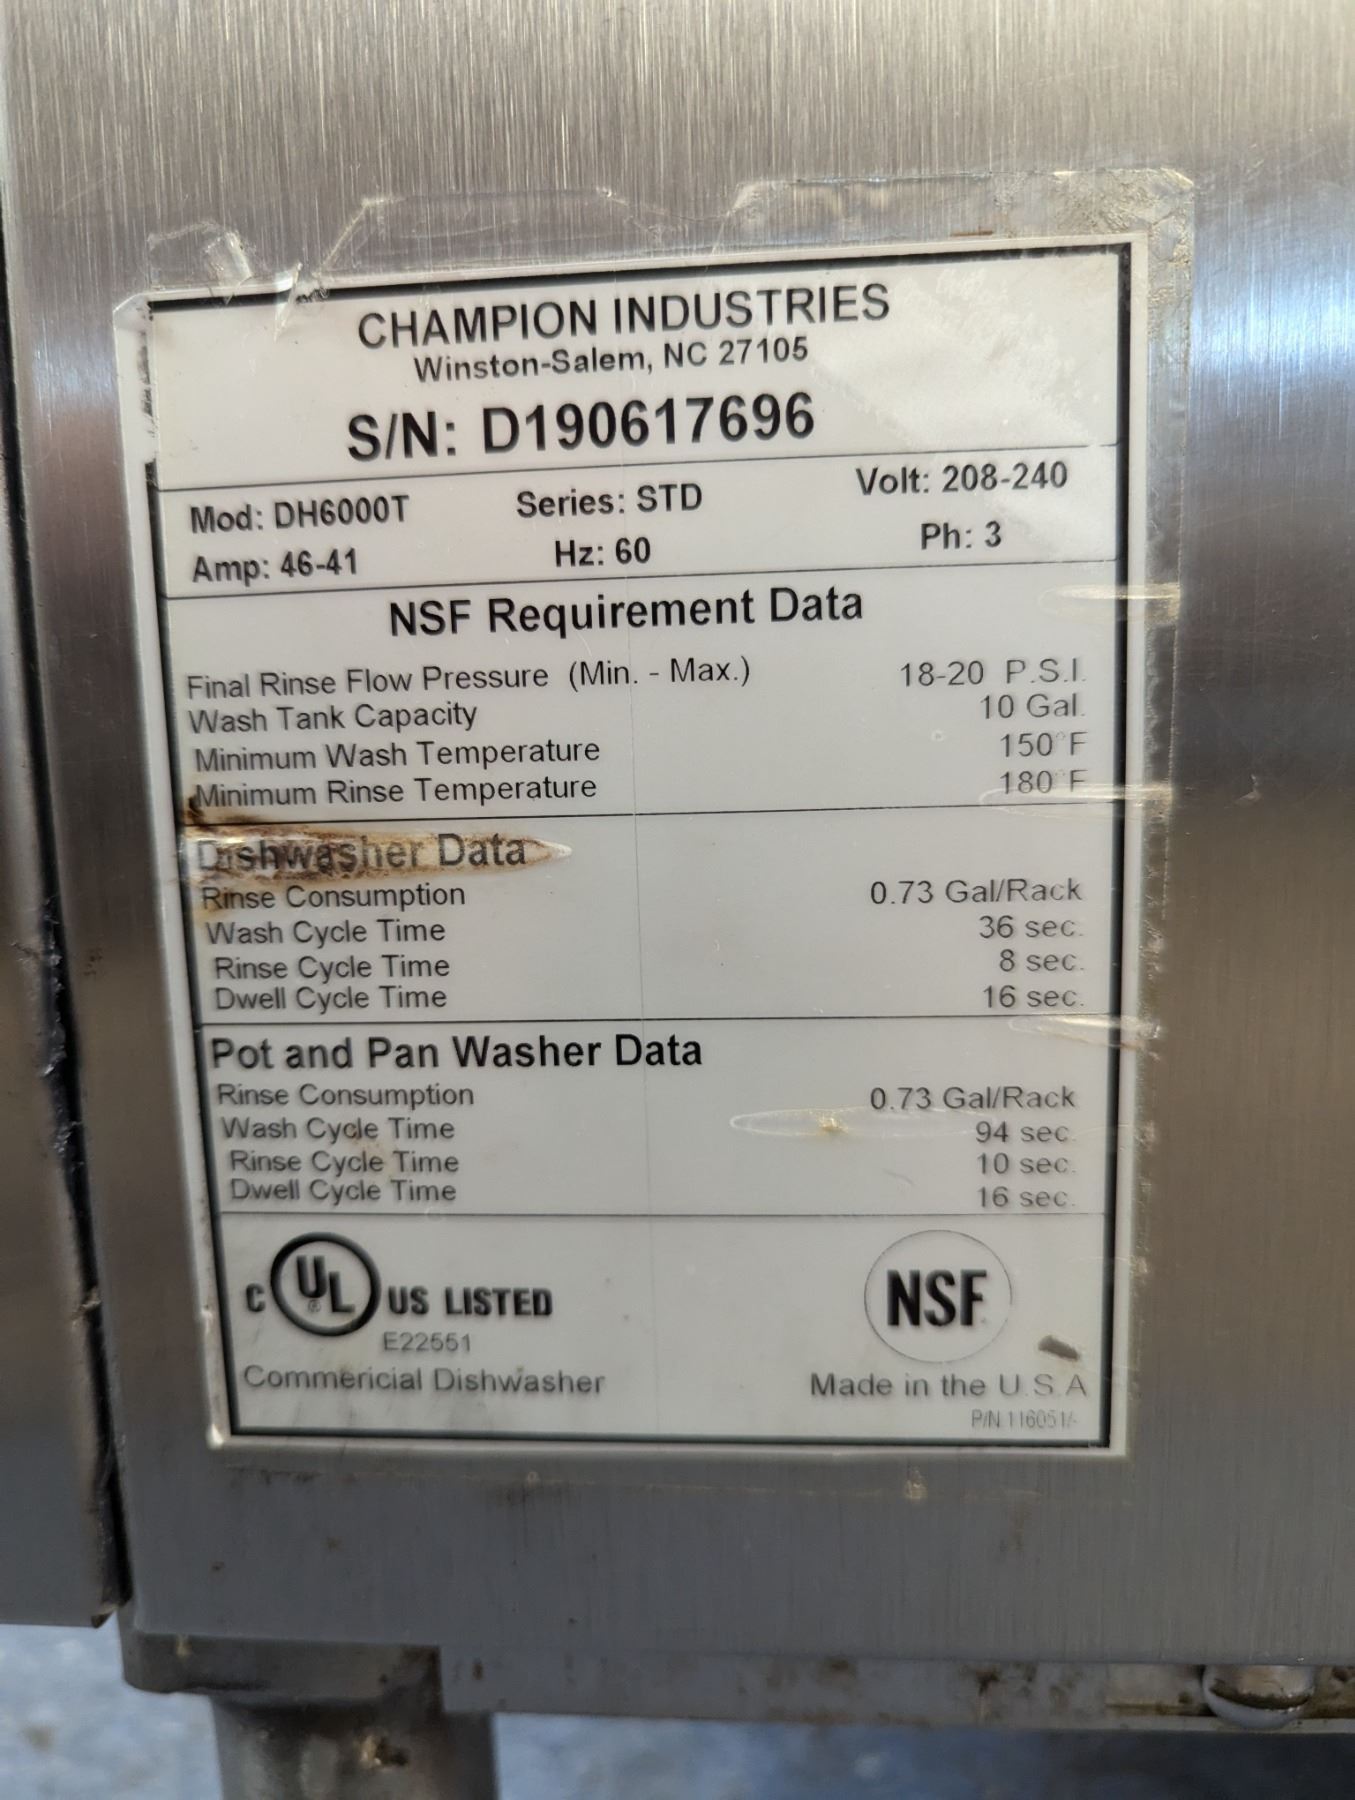 CHAMPION INDUSTRIES
Winston-Salem, NC 27105
S/N: D190617696
Mod: DH6000T Series: STD Volt: 208-240
Amp: 46-41 Hz: 60 Ph: 3
NSF Requirement Data
Final Rinse Flow Pressure (Min. - Max.) 18-20 P.S.I.
Wash Tank Capacity 10 Gal.
Minimum Wash Temperature 150°F
Minimum Rinse Temperature 180°F
Dishwasher Data
Rinse Consumption 0.73 Gal/Rack
Wash Cycle Time 36 sec.
Rinse Cycle Time 8 sec.
Dwell Cycle Time 16 sec.
Pot and Pan Washer Data
Rinse Consumption 0.73 Gal/Rack
Wash Cycle Time 94 sec.
Rinse Cycle Time 10 sec.
Dwell Cycle Time 16 sec.
C UL ® US LISTED NSF
E22551
Commericial Dishwasher Made in the U.S.A
P/N 116051/-